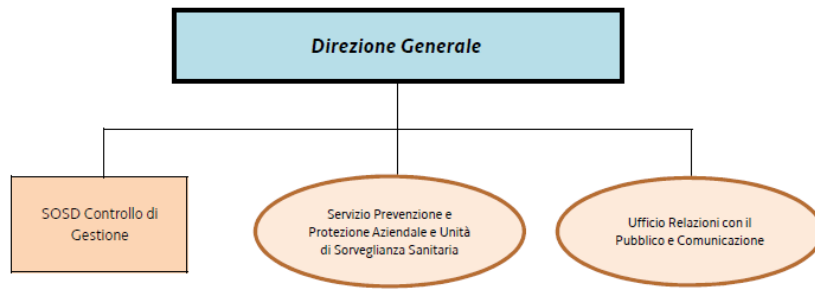 Direzione Generale
SOSD Controllo di
Gestione
Servizio Prevenzione e
Protezione Aziendale e Unità
di Sorveglianza Sanitaria
Ufficio Relazioni con il
Pubblico e Comunicazione